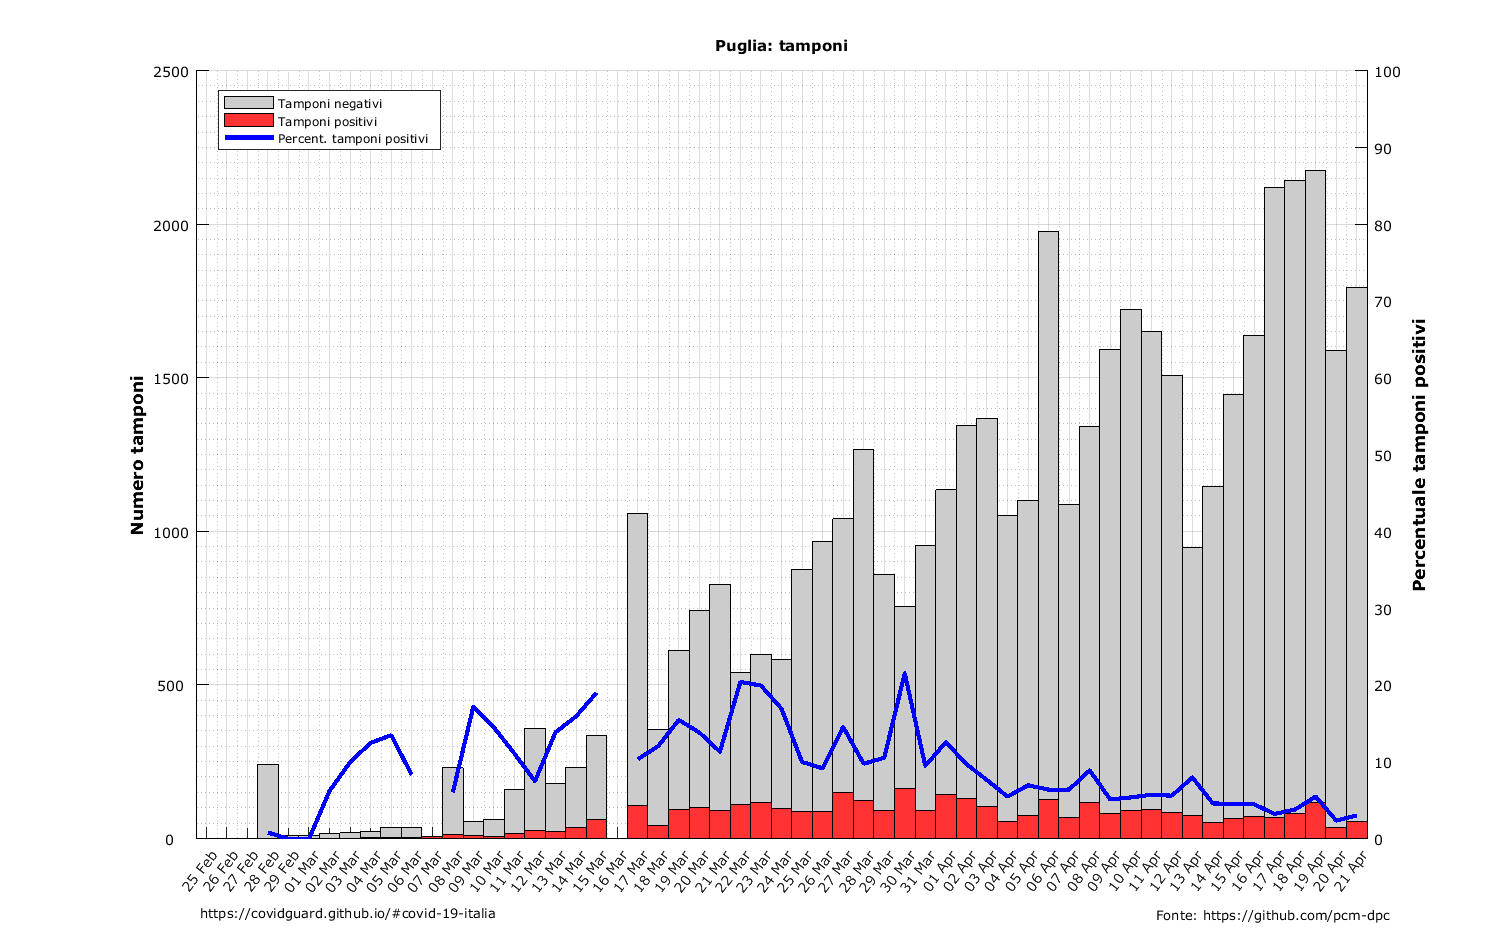 Puglia: tamponi
Tamponi negativi
Tamponi positivi
Percent. tamponi positivi
Numero tamponi
0
500
1000
1500
2000
2500
Percentuale tamponi positivi
0
10
20
30
40
50
60
70
80
90
100
25 Feb
26 Feb
27 Feb
28 Feb
29 Feb
01 Mar
02 Mar
03 Mar
04 Mar
05 Mar
06 Mar
07 Mar
08 Mar
09 Mar
10 Mar
11 Mar
12 Mar
13 Mar
14 Mar
15 Mar
16 Mar
17 Mar
18 Mar
19 Mar
20 Mar
21 Mar
22 Mar
23 Mar
24 Mar
25 Mar
26 Mar
27 Mar
28 Mar
29 Mar
30 Mar
31 Mar
01 Apr
02 Apr
03 Apr
04 Apr
05 Apr
06 Apr
07 Apr
08 Apr
09 Apr
10 Apr
11 Apr
12 Apr
13 Apr
14 Apr
15 Apr
16 Apr
17 Apr
18 Apr
19 Apr
20 Apr
21 Apr
https://covidguard.github.io/#covid-19-italia
Fonte: https://github.com/pcm-dpc